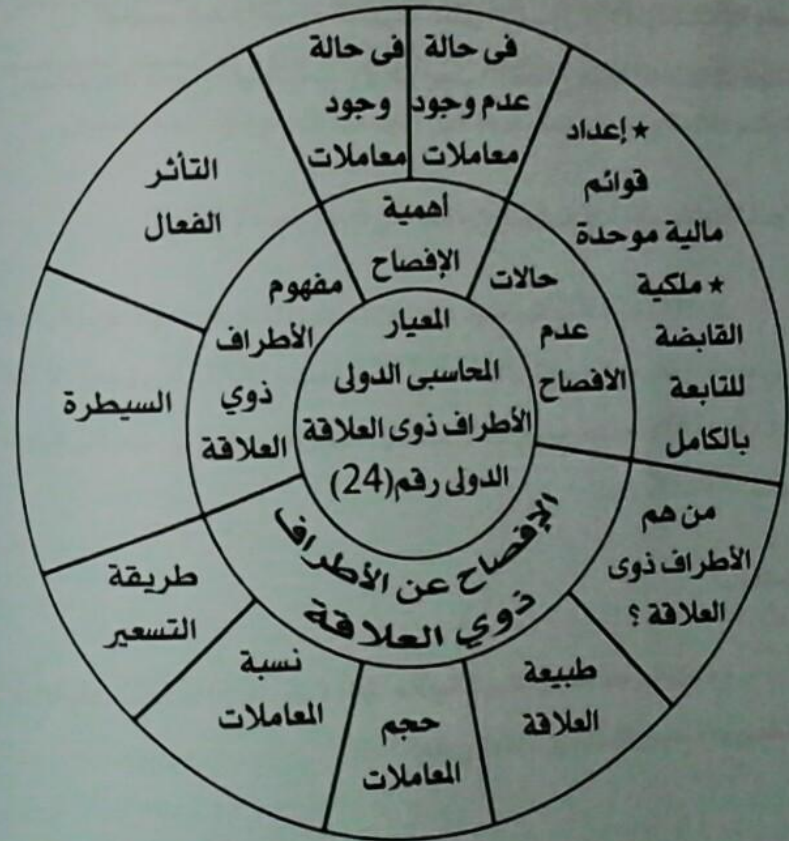 المعيار
المحاسبى الدولى
الأطراف ذوى العلاقة
الدولى رقم(24)
أهمية
الإفصاح
فى حالة
عدم وجود
معاملات
فى حالة
وجود
معاملات
حالات
عدم
الافصاح
★إعداد
قوائم
مالية موحدة
★ملكية
القابضة
للتابعة
بالكامل
الإفصاح عن الأطراف
ذوي العلاقة
من هم
الأطراف ذوى
العلاقة ؟
طبيعة
العلاقة
حجم
المعاملات
نسبة
المعاملات
طريقة
التسعير
مفهوم
الأطراف
ذوي
العلاقة
السيطرة
التأثر
الفعال